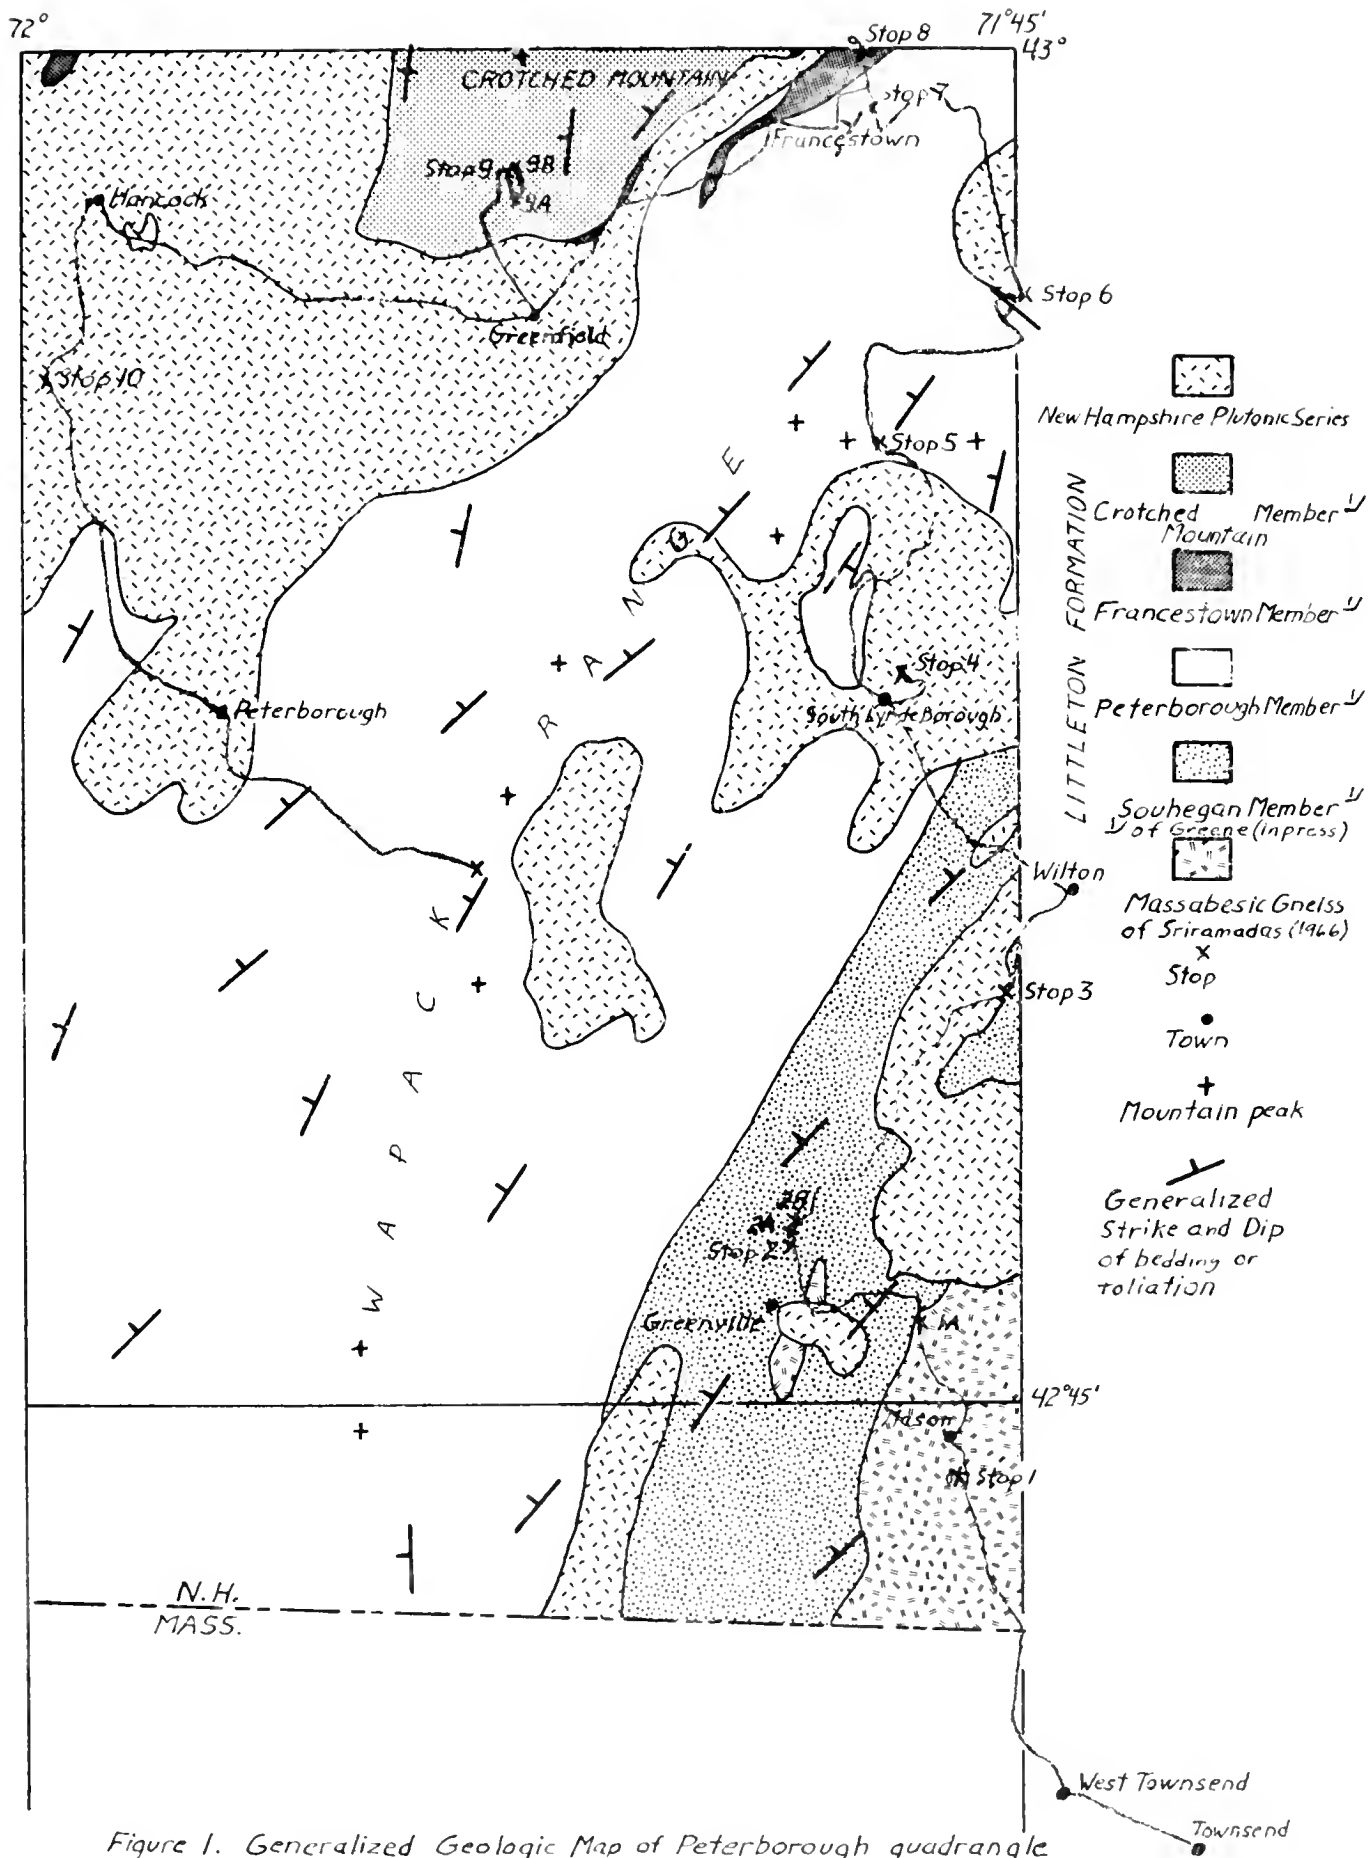 72°
71°45'
43°
Stop 8
CROTCHED MOUNTAIN
Stop 7
Francestown
Stop 9
9B
9A
Hancock
Greenfield
Stop 6
Stop 10
Stop 5
New Hampshire Plutonic Series
LITTLETON FORMATION
Crotched Member 1/
Mountain
Francestown Member 1/
Peterborough Member 1/
Souhegan Member 1/
1/ of Greene (in press)
Massabesic Gneiss
of Sriramadas (1966)
x
Stop
Town
+
Mountain peak
Generalized
Strike and Dip
of bedding or
foliation
WAPACK RANGE
Stop 4
South Lyndeborough
Peterborough
Wilton
Stop 3
2B
2A
Stop 2
Greenville
1A
42°45'
Mason
Stop 1
N.H.
MASS.
West Townsend
Townsend
Figure 1. Generalized Geologic Map of Peterborough quadrangle